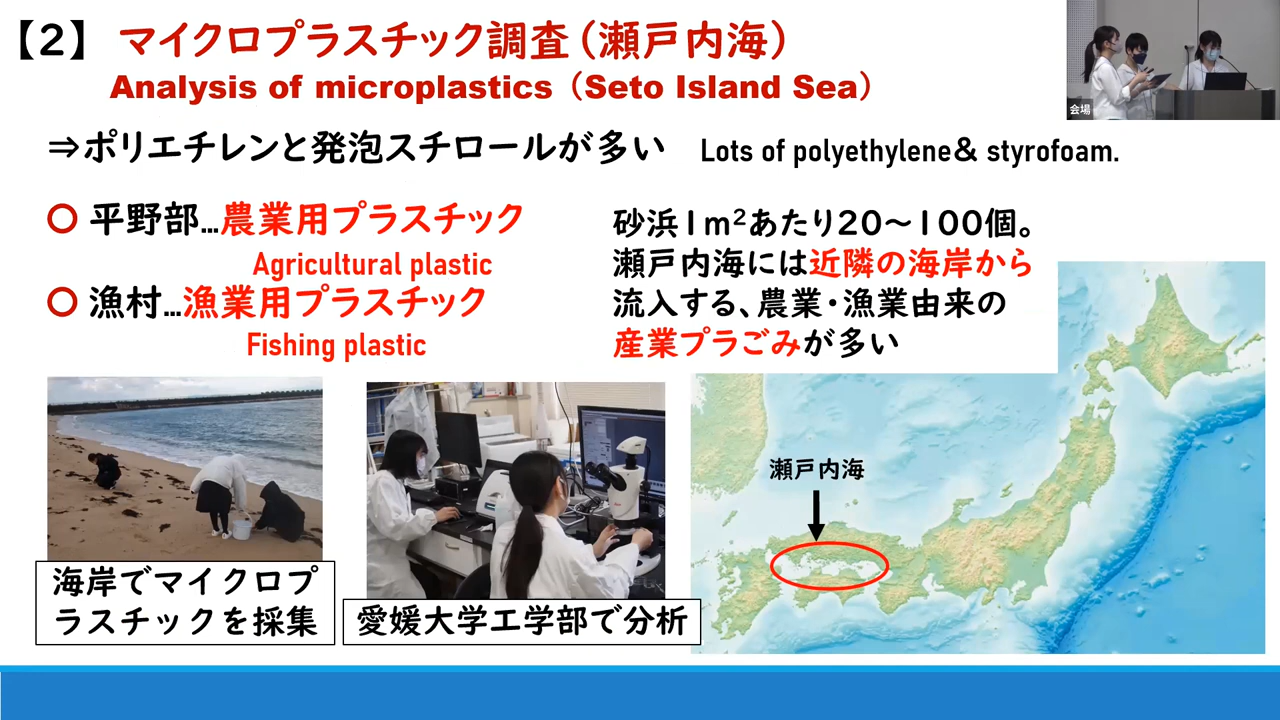 【2】 マイクロプラスチック調査(瀬戸内海)
Analysis of microplastics (Seto Island Sea)
会場
⇒ポリエチレンと発泡スチロールが多い Lots of polyethylene& styrofoam.
○ 平野部…農業用プラスチック
Agricultural plastic
○ 漁村…漁業用プラスチック
Fishing plastic
砂浜1m²あたり20～100個。
瀬戸内海には近隣の海岸から
流入する、農業・漁業由来の
産業プラごみが多い
瀬戸内海
海岸でマイクロプ
ラスチックを採集
愛媛大学工学部で分析